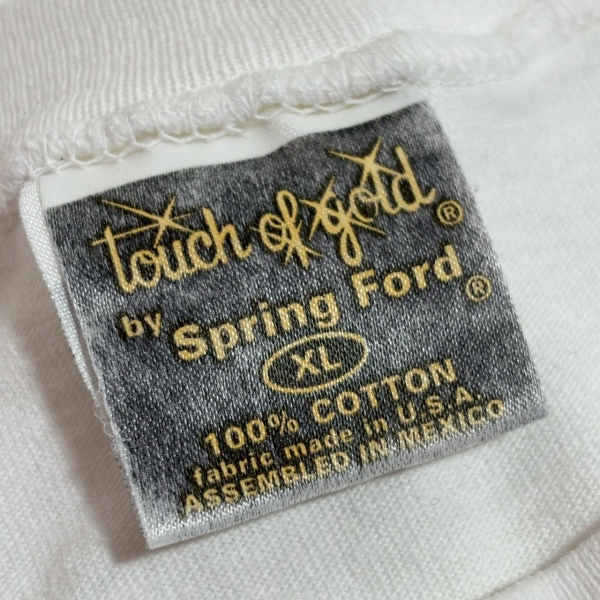 touch of gold®
by Spring Ford®
XL
100% COTTON
fabric made in U.S.A.
ASSEMBLED IN MEXICO